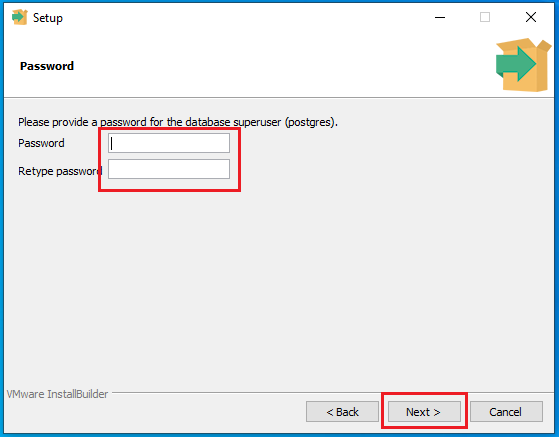 Setup
Password
Please provide a password for the database superuser (postgres).
Password
Retype password
VMware InstallBuilder
< Back
Next >
Cancel